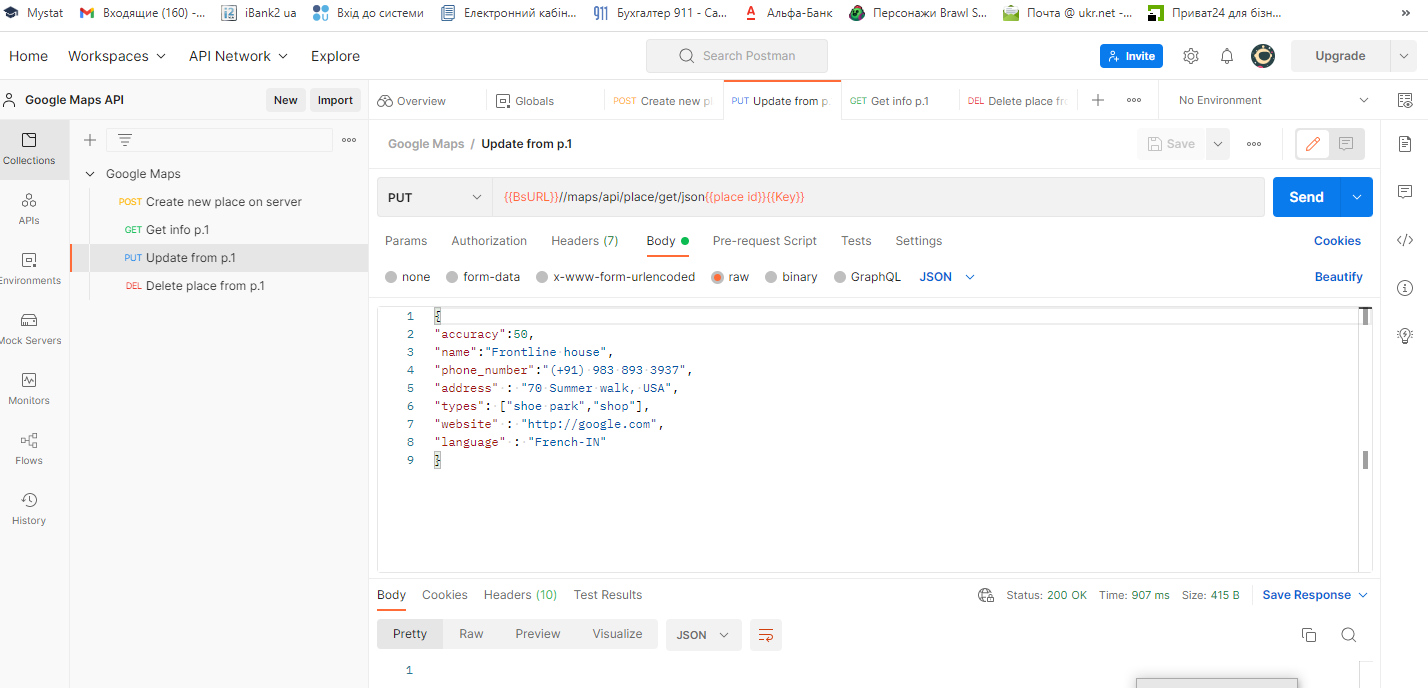 Mystat Входящие (160) -... iBank2 ua Вхід до системи Електронний кабін... 911 Бухгалтер 911 - Са... Альфа-Банк Персонажи Brawl S... Почта @ ukr.net -... Приват24 для бізн... »
Home Workspaces API Network Explore Search Postman Invite Upgrade
Google Maps API New Import Overview Globals POST Create new pl PUT Update from p. GET Get info p.1 DEL Delete place fro No Environment
Google Maps / Update from p.1 Save
Collections
Google Maps
PUT {{BsURL}}//maps/api/place/get/json{{place id}}{{Key}} Send
POST Create new place on server
APIs
GET Get info p.1
Params Authorization Headers (7) Body Pre-request Script Tests Settings Cookies
PUT Update from p.1
Environments
none form-data x-www-form-urlencoded raw binary GraphQL JSON Beautify
DEL Delete place from p.1
1 {
2 "accuracy":50,
Mock Servers
3 "name":"Frontline house",
4 "phone_number":"(+91) 983 893 3937",
5 "address" : "70 Summer walk, USA",
Monitors
6 "types": ["shoe park","shop"],
7 "website" : "http://google.com",
8 "language" : "French-IN"
9 }
Flows
History
Body Cookies Headers (10) Test Results Status: 200 OK Time: 907 ms Size: 415 B Save Response
Pretty Raw Preview Visualize JSON
1